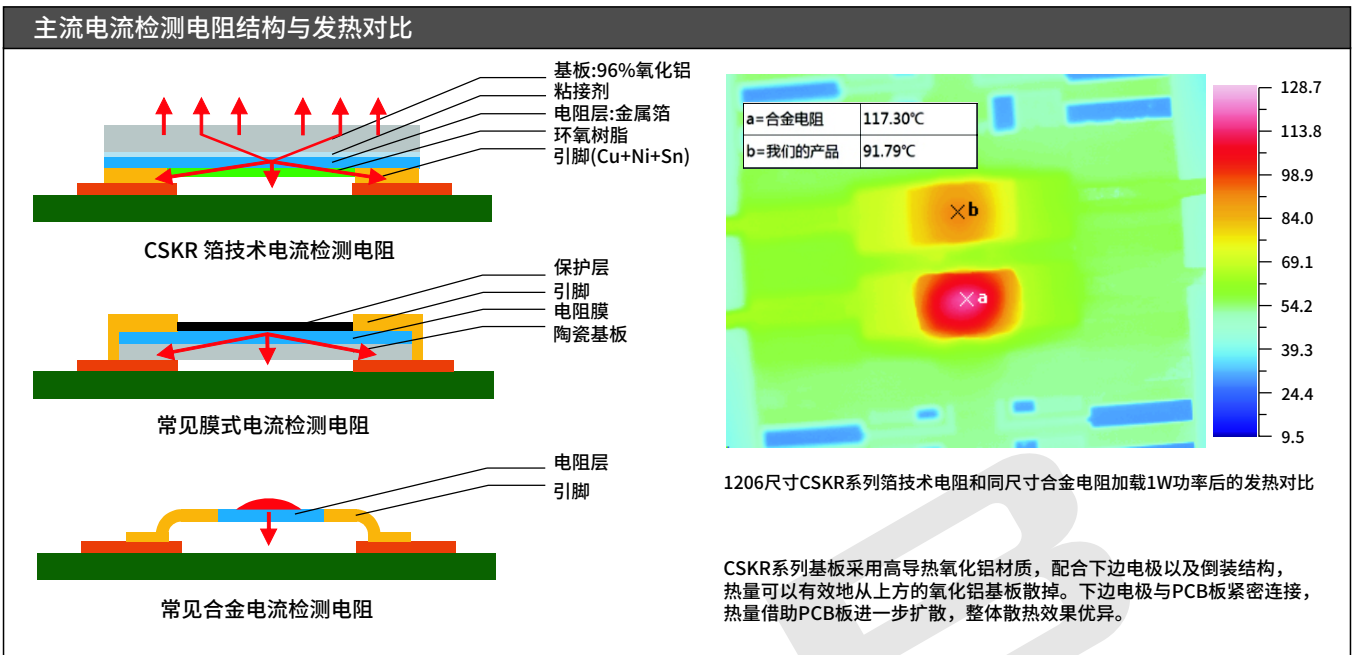 主流电流检测电阻结构与发热对比
基板:96%氧化铝
粘接剂
电阻层:金属箔
环氧树脂
引脚(Cu+Ni+Sn)
CSKR 箔技术电流检测电阻
保护层
引脚
电阻膜
陶瓷基板
常见膜式电流检测电阻
电阻层
引脚
常见合金电流检测电阻
a=合金电阻 117.30℃
b=我们的产品 91.79℃
b
a
128.7
113.8
98.9
84.0
69.1
54.2
39.3
24.4
9.5
1206尺寸CSKR系列箔技术电阻和同尺寸合金电阻加载1W功率后的发热对比
CSKR系列基板采用高导热氧化铝材质，配合下边电极以及倒装结构，
热量可以有效地从上方的氧化铝基板散掉。下边电极与PCB板紧密连接，
热量借助PCB板进一步扩散，整体散热效果优异。